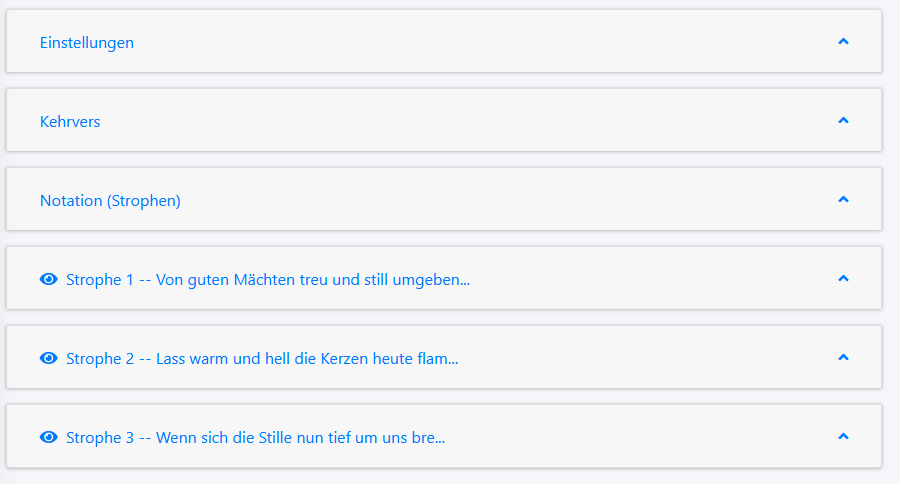 Einstellungen
Kehrvers
Notation (Strophen)
Strophe 1 -- Von guten Mächten treu und still umgeben...
Strophe 2 -- Lass warm und hell die Kerzen heute flam...
Strophe 3 -- Wenn sich die Stille nun tief um uns bre...